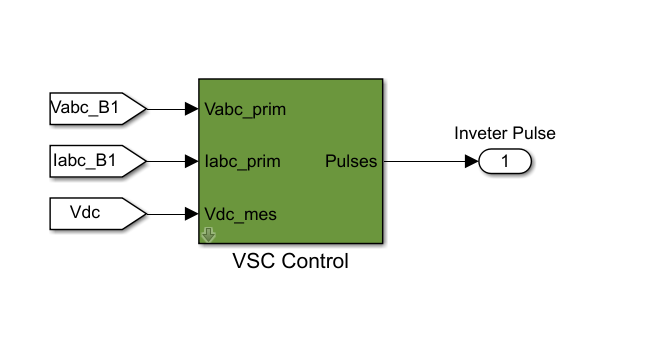 Vabc_B1
Vabc_prim
Inveter Pulse
Iabc_B1
Iabc_prim
Pulses
1
Vdc
Vdc_mes
VSC Control